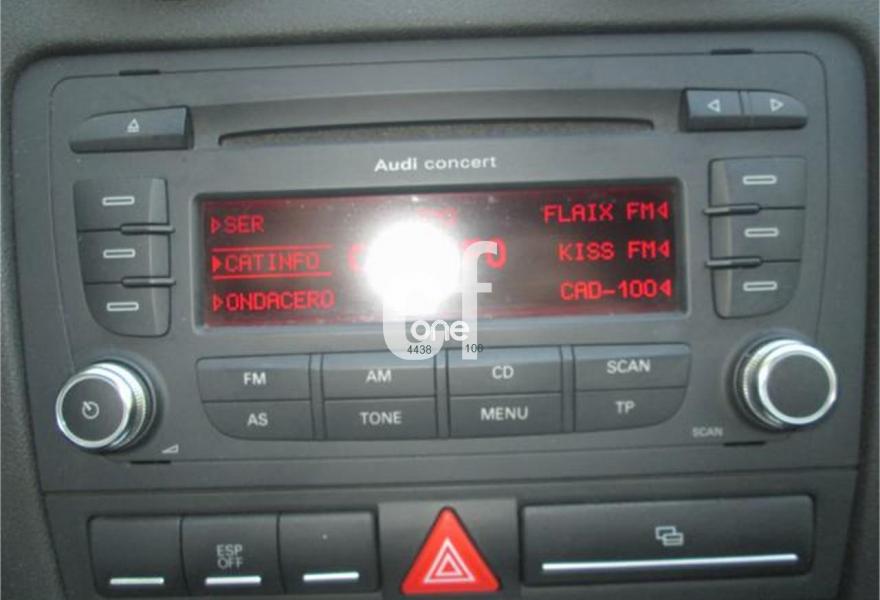 Audi concert
SER
FLAIX FM
CATINFO
KISS FM
ONDACERO
CAD-100
one
4438 108
FM AM CD SCAN
AS TONE MENU TP
SCAN
ESP
OFF